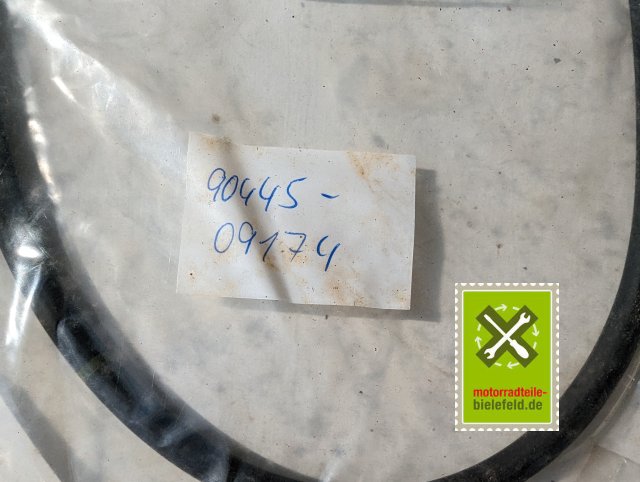 90445-
09174
motorradteile-
bielefeld.de